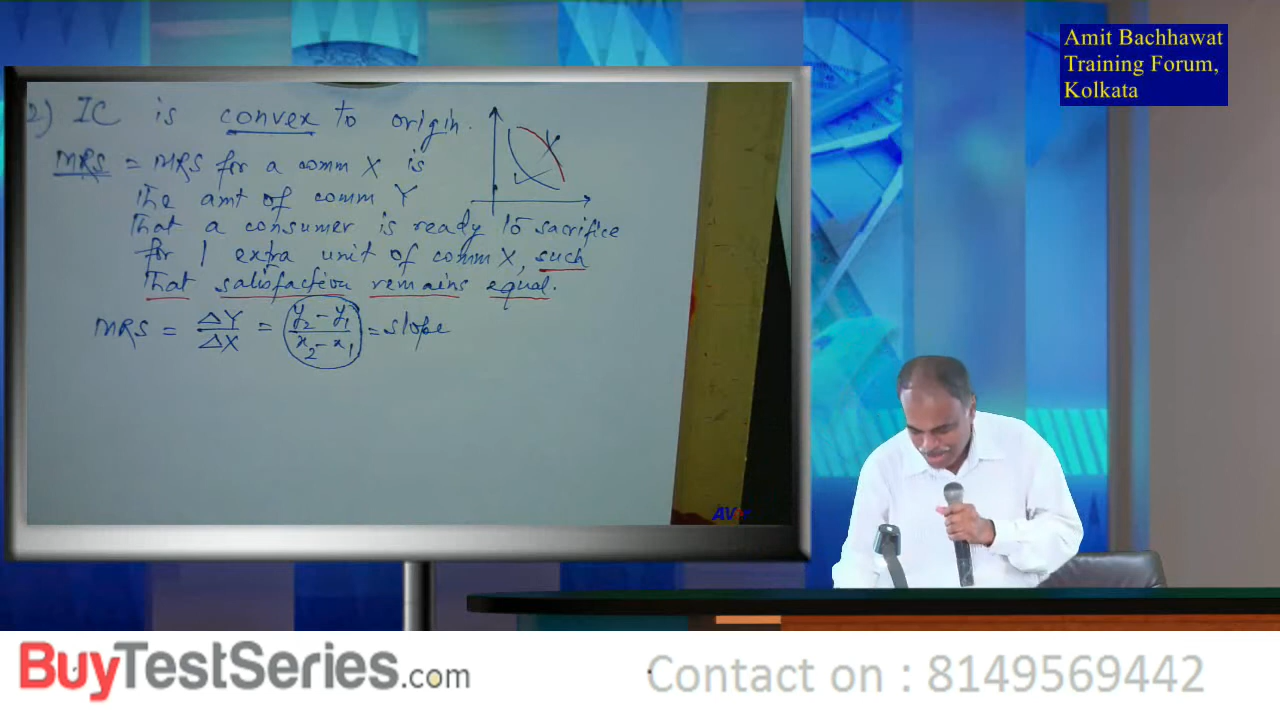 Amit Bachhawat
Training Forum,
Kolkata
2) IC is convex to origin.
MRS = MRS for a comm X is
the amt of comm Y
that a consumer is ready to sacrifice
for 1 extra unit of comm X, such
that satisfaction remains equal.
MRS = ΔY/ΔX = (y₂ - y₁)/(x₂ - x₁) = slope
AV
BuyTestSeries.com
Contact on : 8149569442